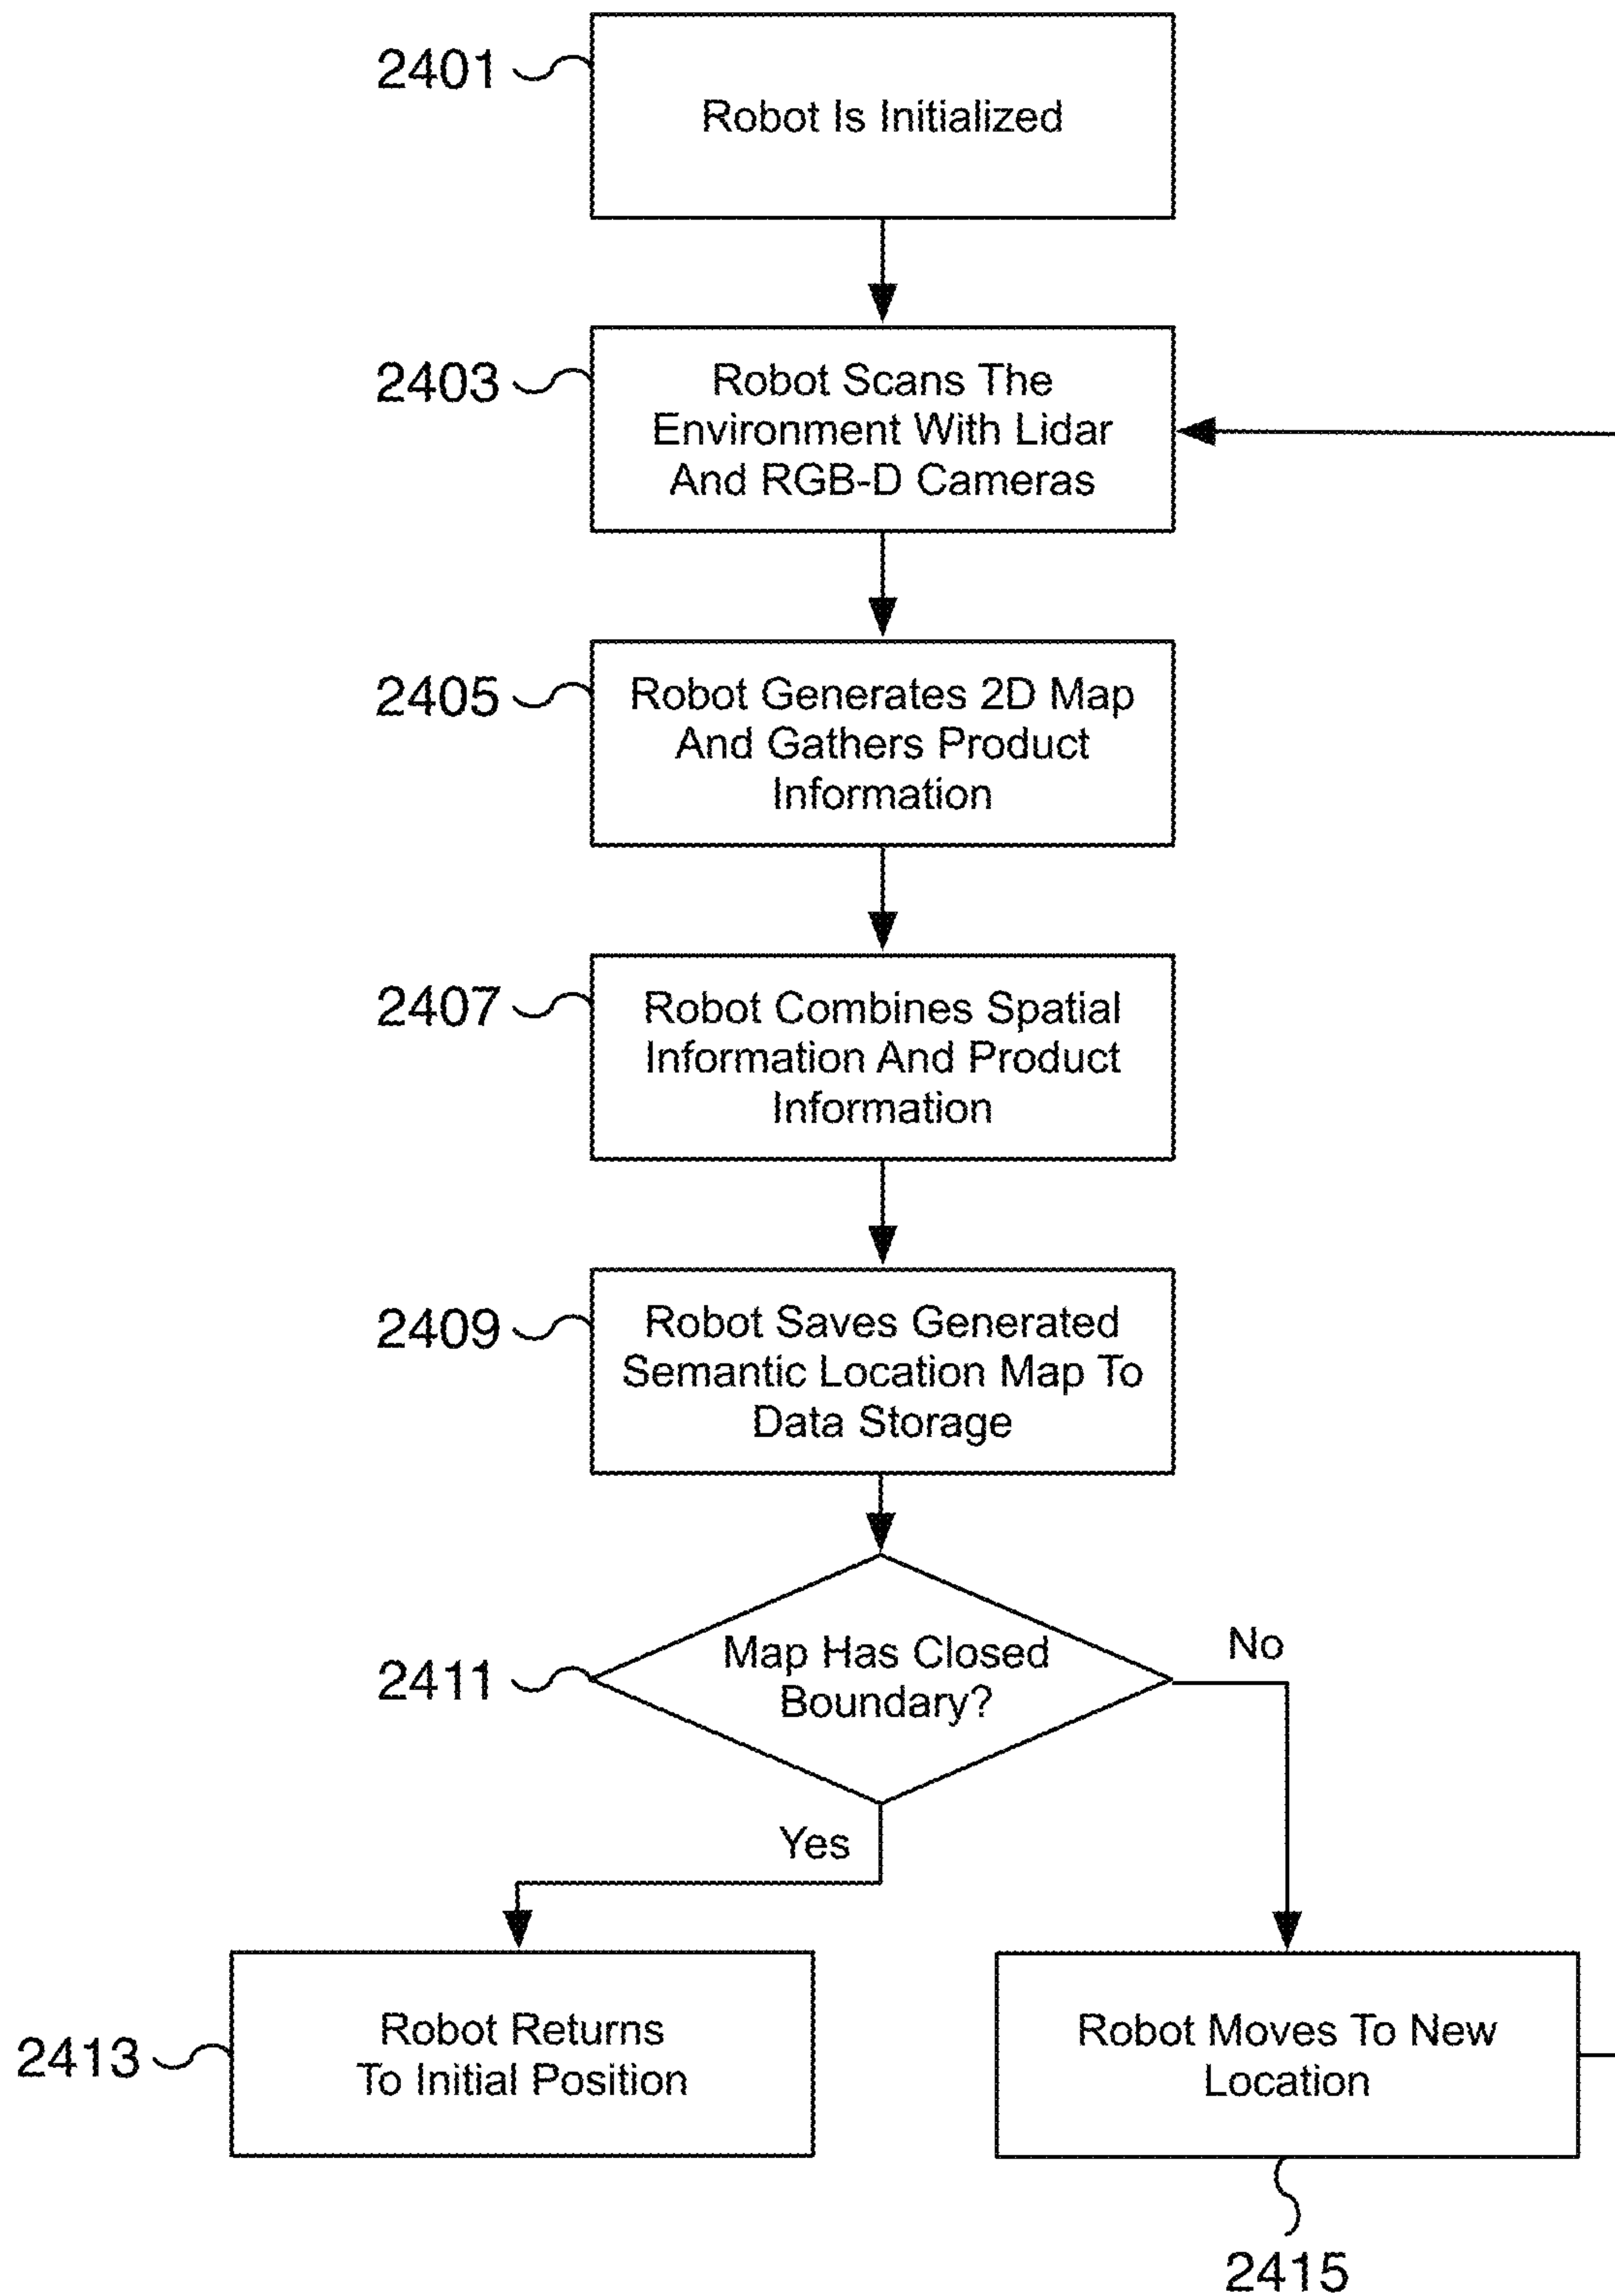 2401
Robot Is Initialized
2403
Robot Scans The
Environment With Lidar
And RGB-D Cameras
2405
Robot Generates 2D Map
And Gathers Product
Information
2407
Robot Combines Spatial
Information And Product
Information
2409
Robot Saves Generated
Semantic Location Map To
Data Storage
2411
Map Has Closed
Boundary?
No
Yes
2413
Robot Returns
To Initial Position
Robot Moves To New
Location
2415